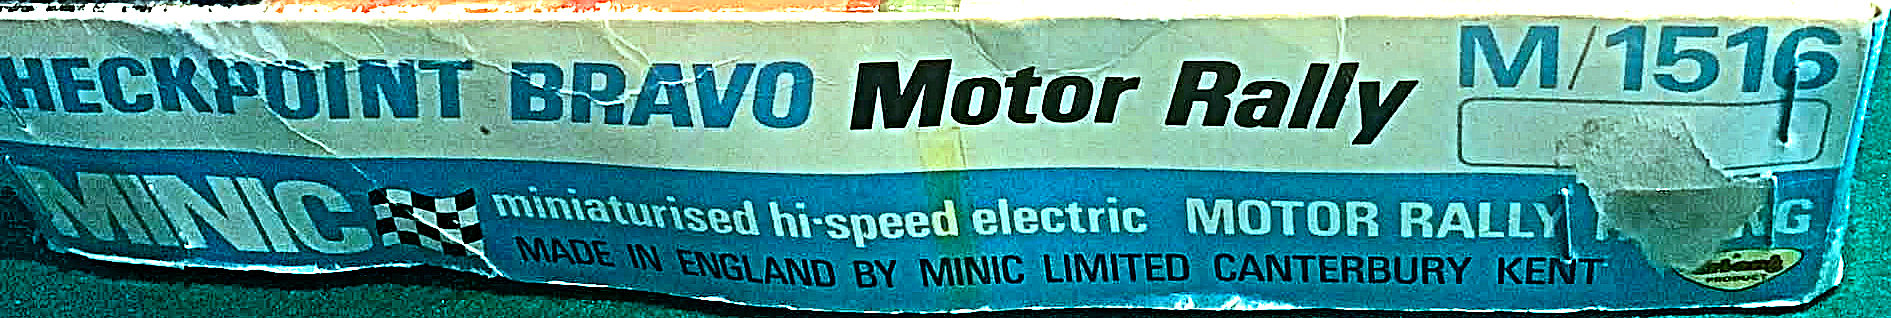 HECKPOINT BRAVO Motor Rally M/1516
MINIC miniaturised hi-speed electric MOTOR RALLY
MADE IN ENGLAND BY MINIC LIMITED CANTERBURY KENT